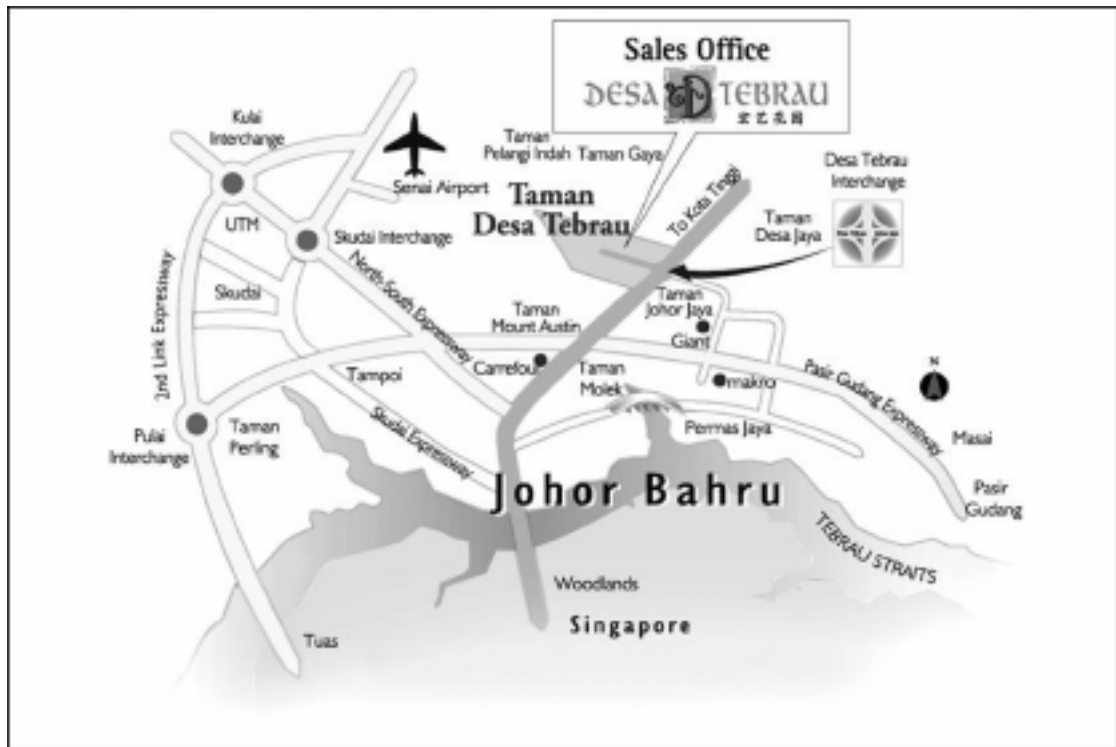 Sales Office
DESA D TEBRAU
Kulai
Interchange
Taman
Pelangi Indah
Taman Gaya
Desa Tebrau
Interchange
Senai Airport
Taman
Desa Tebrau
To Kota Tinggi
Taman
Desa Jaya
UTM
Skudai Interchange
2nd Link Expressway
Skudai
North-South Expressway
Taman
Johor Jaya
Taman
Mount Austin
Giant
Carrefour
Taman
Molek
makro
Pasir Gudang Expressway
N
Tampoi
Pulai
Interchange
Taman
Perling
Skudai Expressway
Permas Jaya
Masai
Johor Bahru
Pasir
Gudang
TEBRAU STRAITS
Woodlands
Singapore
Tuas